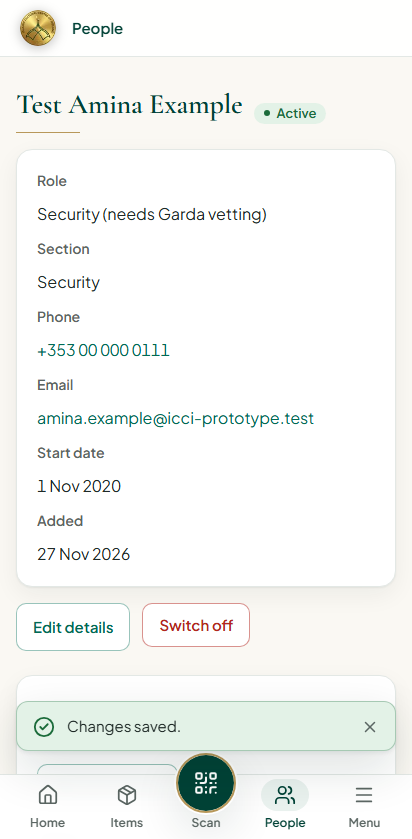 People
Test Amina Example
Active
Role
Security (needs Garda vetting)
Section
Security
Phone
+353 00 000 0111
Email
amina.example@icci-prototype.test
Start date
1 Nov 2020
Added
27 Nov 2026
Edit details
Switch off
Changes saved.
Home
Items
Scan
People
Menu